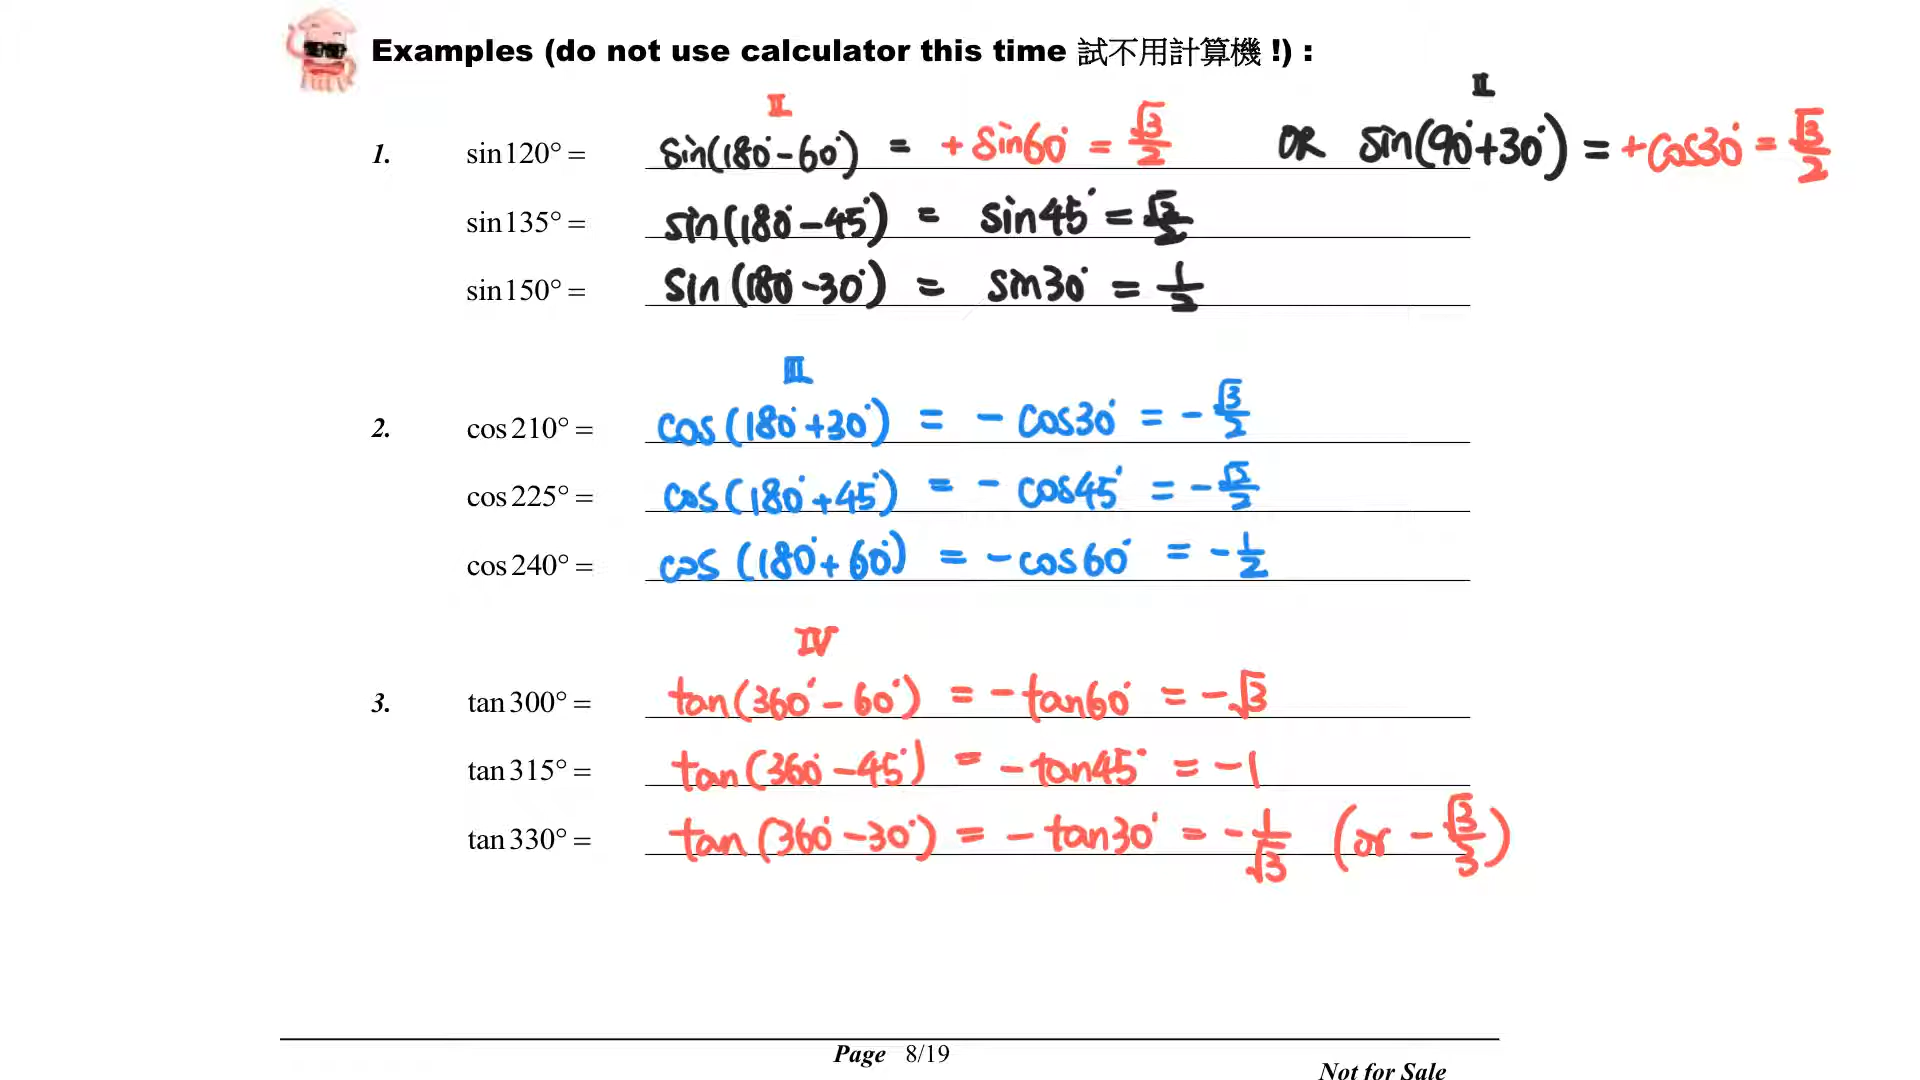 Examples (do not use calculator this time 試不用計算機 !) :
II
II
1. sin120° = sin(180°-60°) = +sin60° = √3/2 OR sin(90°+30°) = +cos30° = √3/2
sin135° = sin(180°-45°) = sin45° = √2/2
sin150° = sin(180°-30°) = sin30° = 1/2
III
2. cos210° = cos(180°+30°) = -cos30° = -√3/2
cos225° = cos(180°+45°) = -cos45° = -√2/2
cos240° = cos(180°+60°) = -cos60° = -1/2
IV
3. tan300° = tan(360°-60°) = -tan60° = -√3
tan315° = tan(360°-45°) = -tan45° = -1
tan330° = tan(360°-30°) = -tan30° = -1/√3 (or -√3/3)
Page 8/19
Not for Sale